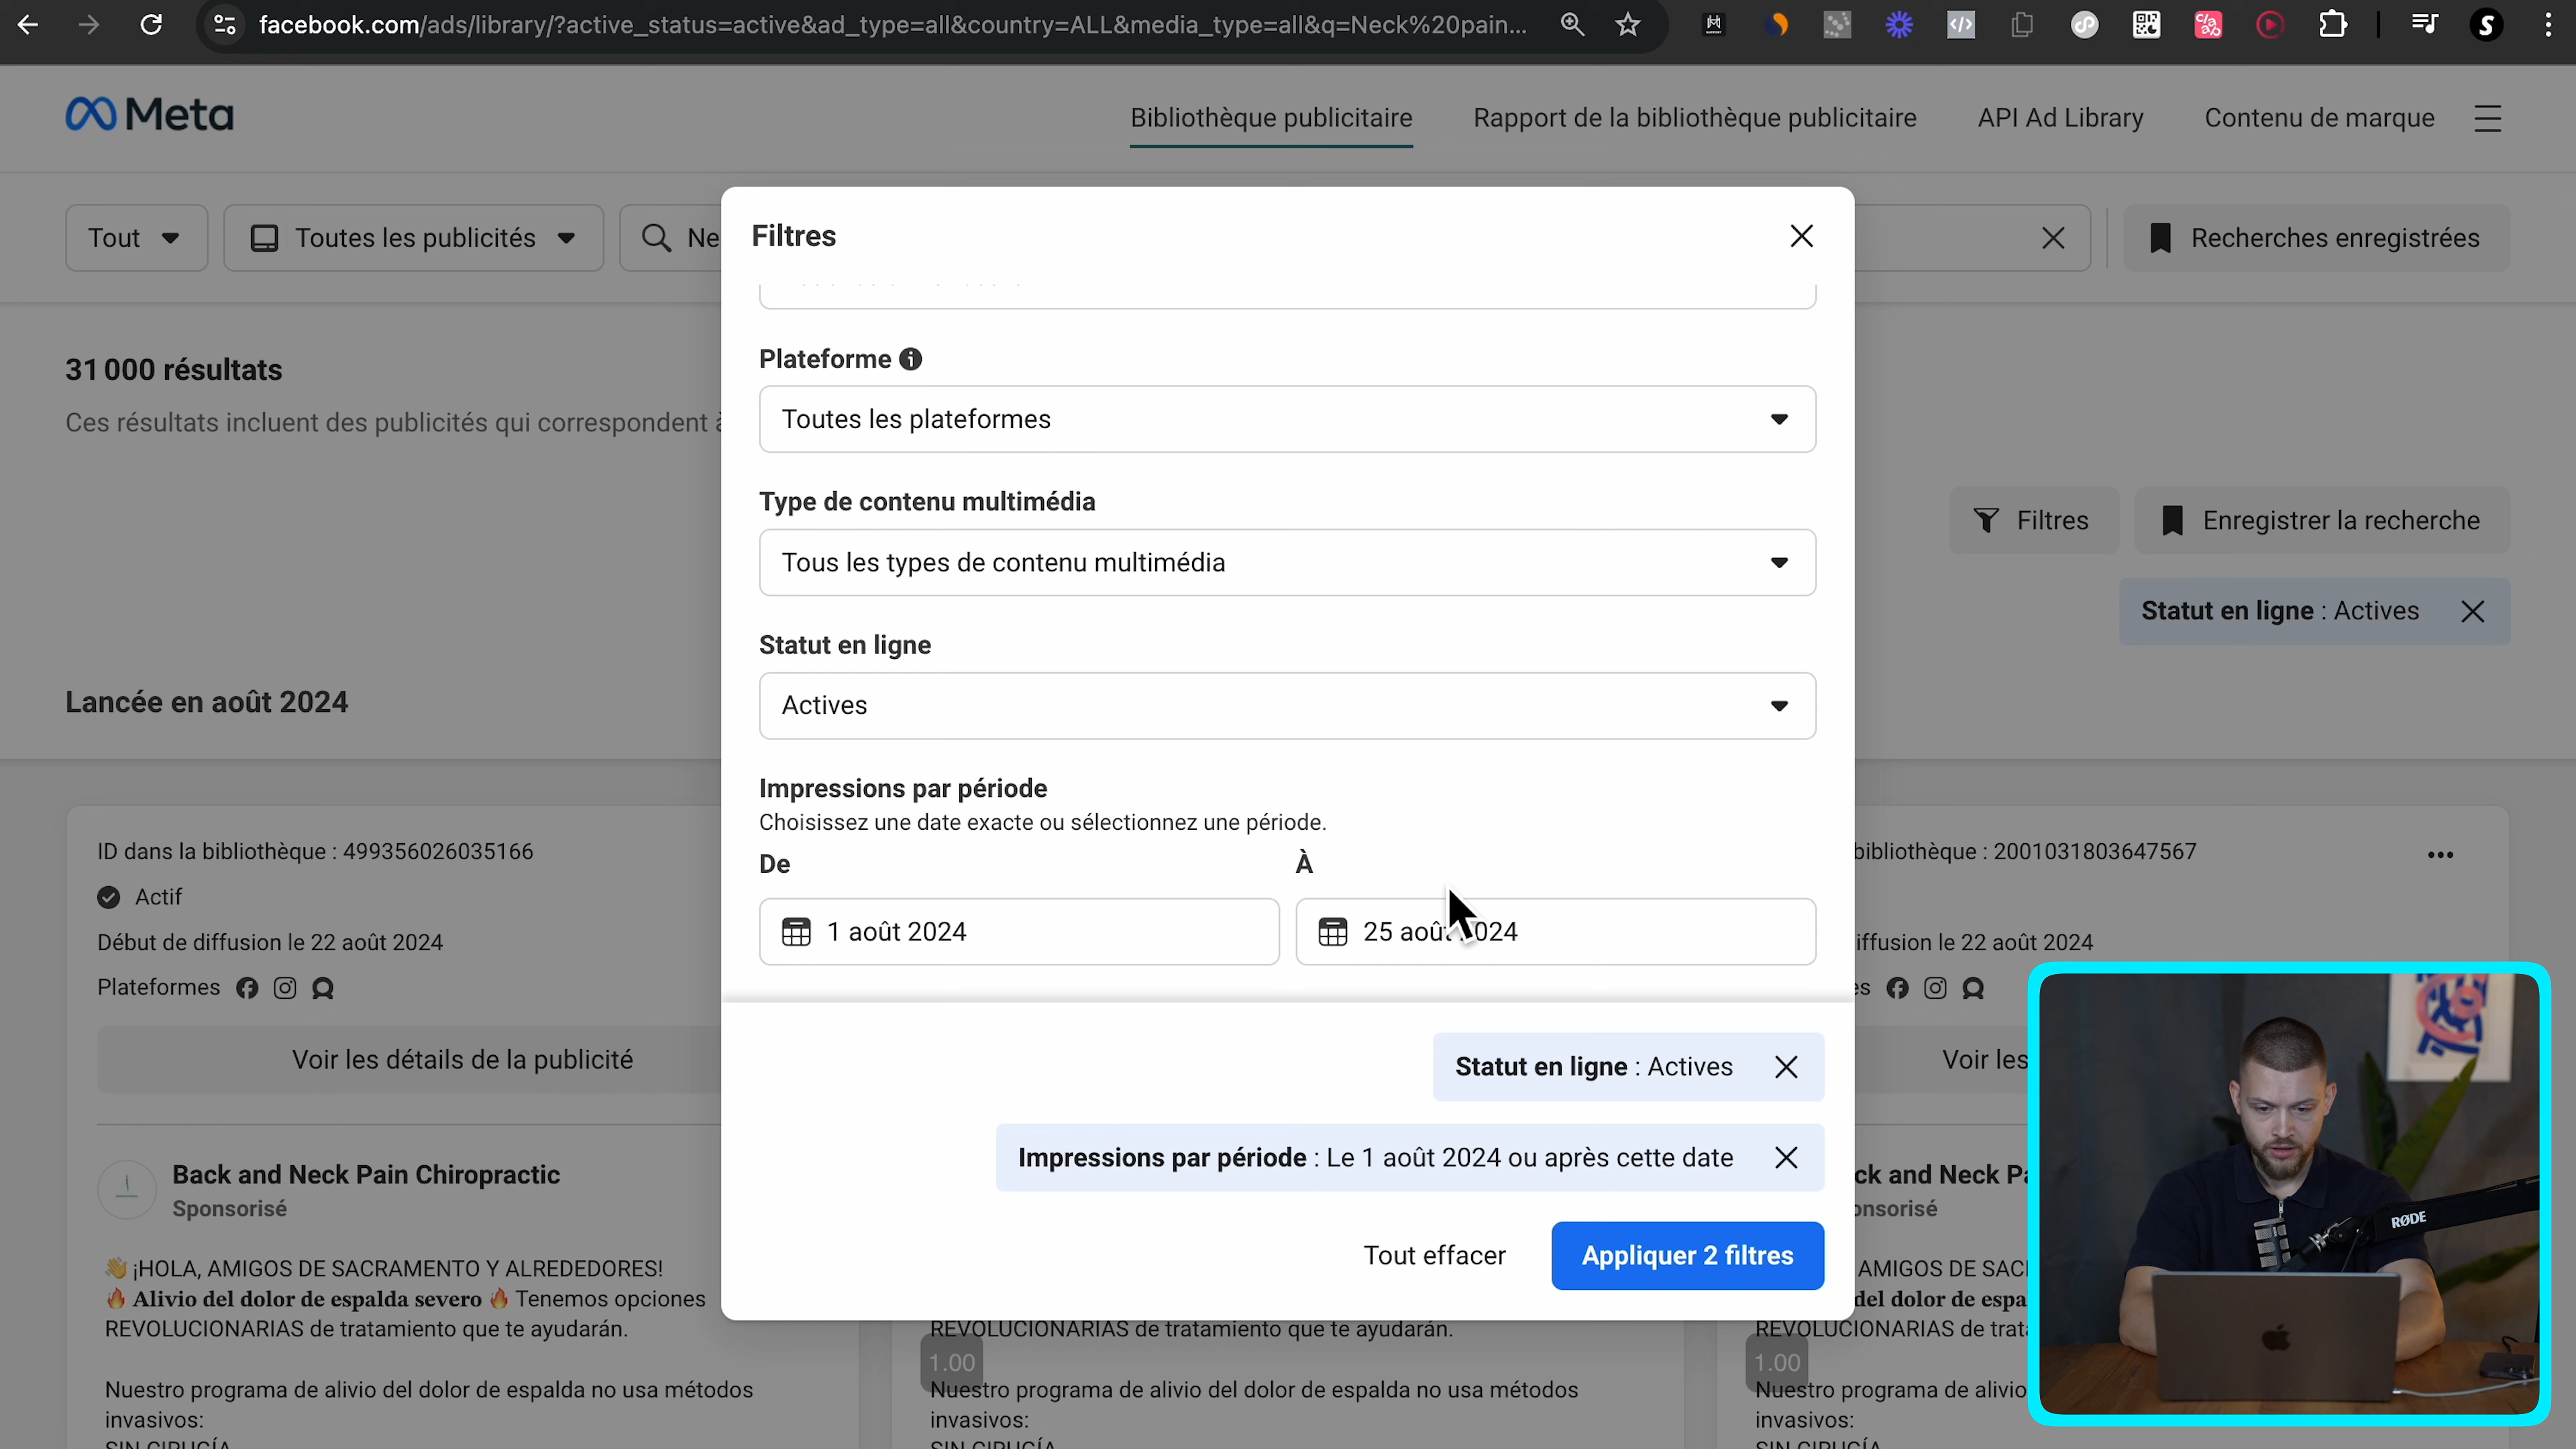 facebook.com/ads/library/?active_status=active&ad_type=all&country=ALL&media_type=all&q=Neck%20pain...
Meta
Bibliothèque publicitaire
Rapport de la bibliothèque publicitaire
API Ad Library
Contenu de marque
Tout
Toutes les publicités
Ne
Recherches enregistrées
Filtres
31 000 résultats
Ces résultats incluent des publicités qui correspondent à
Plateforme
Toutes les plateformes
Type de contenu multimédia
Tous les types de contenu multimédia
Filtres
Enregistrer la recherche
Statut en ligne : Actives
Statut en ligne
Actives
Lancée en août 2024
Impressions par période
Choisissez une date exacte ou sélectionnez une période.
De
À
1 août 2024
25 août 2024
ID dans la bibliothèque : 499356026035166
Actif
Début de diffusion le 22 août 2024
Plateformes
Voir les détails de la publicité
bibliothèque : 2001031803647567
iffusion le 22 août 2024
es
Voir les
Statut en ligne : Actives
Impressions par période : Le 1 août 2024 ou après cette date
Tout effacer
Appliquer 2 filtres
Back and Neck Pain Chiropractic
Sponsorisé
👋 ¡HOLA, AMIGOS DE SACRAMENTO Y ALREDEDORES!
🔥 Alivio del dolor de espalda severo 🔥 Tenemos opciones
REVOLUCIONARIAS de tratamiento que te ayudarán.
Nuestro programa de alivio del dolor de espalda no usa métodos
invasivos:
SIN CIRUGÍA
REVOLUCIONARIAS de tratamiento que te ayudarán.
1.00
Nuestro programa de alivio del dolor de espalda no usa métodos
invasivos:
SIN CIRUGÍA
ck and Neck Pa
onsorisé
AMIGOS DE SAC
del dolor de espa
REVOLUCIONARIAS de trata
1.00
Nuestro programa de alivio
invasivos:
SIN CIRUGÍA
RØDE